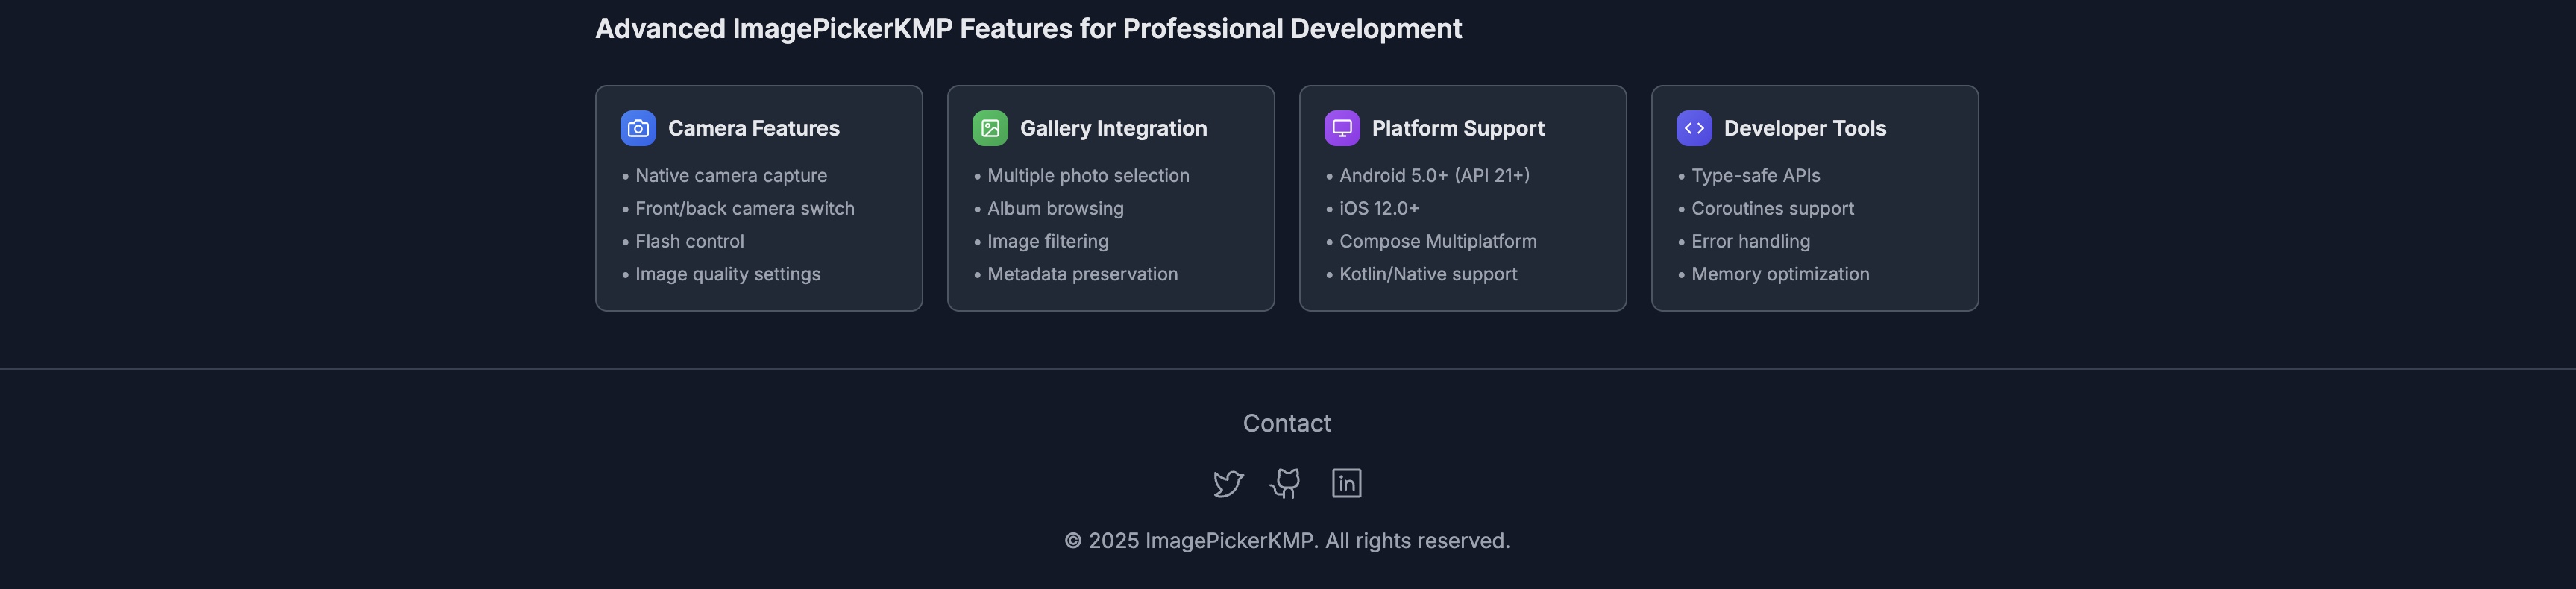 Advanced ImagePickerKMP Features for Professional Development
Camera Features
• Native camera capture
• Front/back camera switch
• Flash control
• Image quality settings
Gallery Integration
• Multiple photo selection
• Album browsing
• Image filtering
• Metadata preservation
Platform Support
• Android 5.0+ (API 21+)
• iOS 12.0+
• Compose Multiplatform
• Kotlin/Native support
Developer Tools
• Type-safe APIs
• Coroutines support
• Error handling
• Memory optimization
Contact
in
© 2025 ImagePickerKMP. All rights reserved.